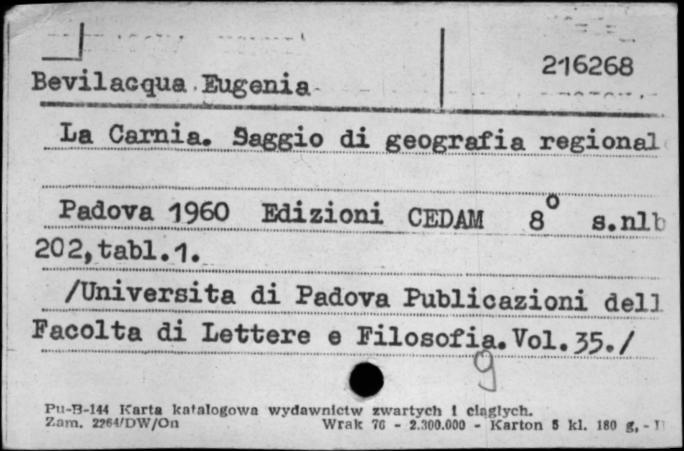 216268
Bevilacqua Eugenia
La Carnia. Saggio di geografia regional
Padova 1960 Edizioni CEDAM 8° s.nlb
202,tabl.1.
/Universita di Padova Publicazioni dell
Facolta di Lettere e Filosofia.Vol.35./
9
Pu-B-144 Karta katalogowa wydawnictw zwartych i ciągłych.
Zam. 2264/DW/On Wrak 76 - 2.300.000 - Karton 5 kl. 180 g, -